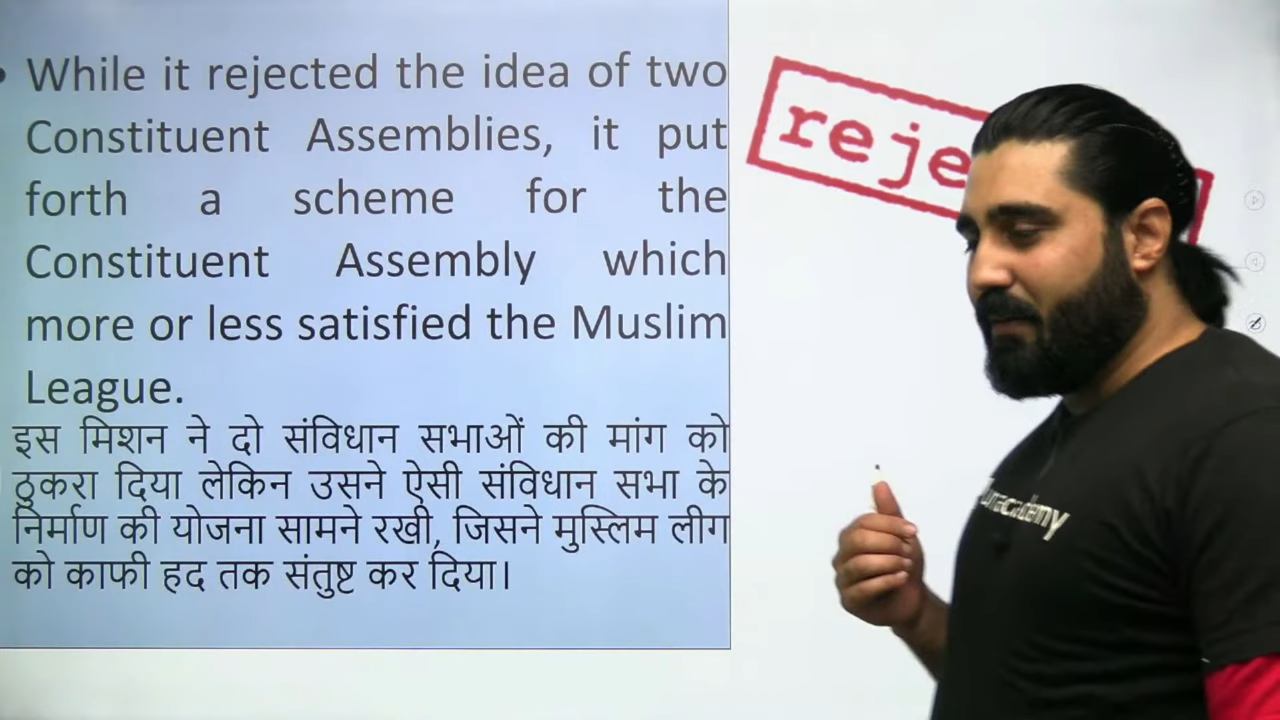 While it rejected the idea of two
Constituent Assemblies, it put
forth a scheme for the
Constituent Assembly which
more or less satisfied the Muslim
League.
इस मिशन ने दो संविधान सभाओं की मांग को
ठुकरा दिया लेकिन उसने ऐसी संविधान सभा के
निर्माण की योजना सामने रखी, जिसने मुस्लिम लीग
को काफी हद तक संतुष्ट कर दिया।
reje